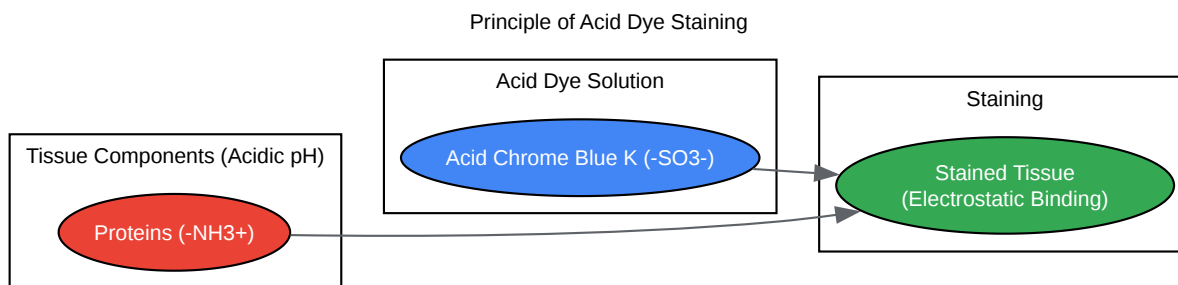 Principle of Acid Dye Staining
Tissue Components (Acidic pH)
Proteins (-NH3+)
Acid Dye Solution
Acid Chrome Blue K (-SO3-)
Staining
Stained Tissue
(Electrostatic Binding)